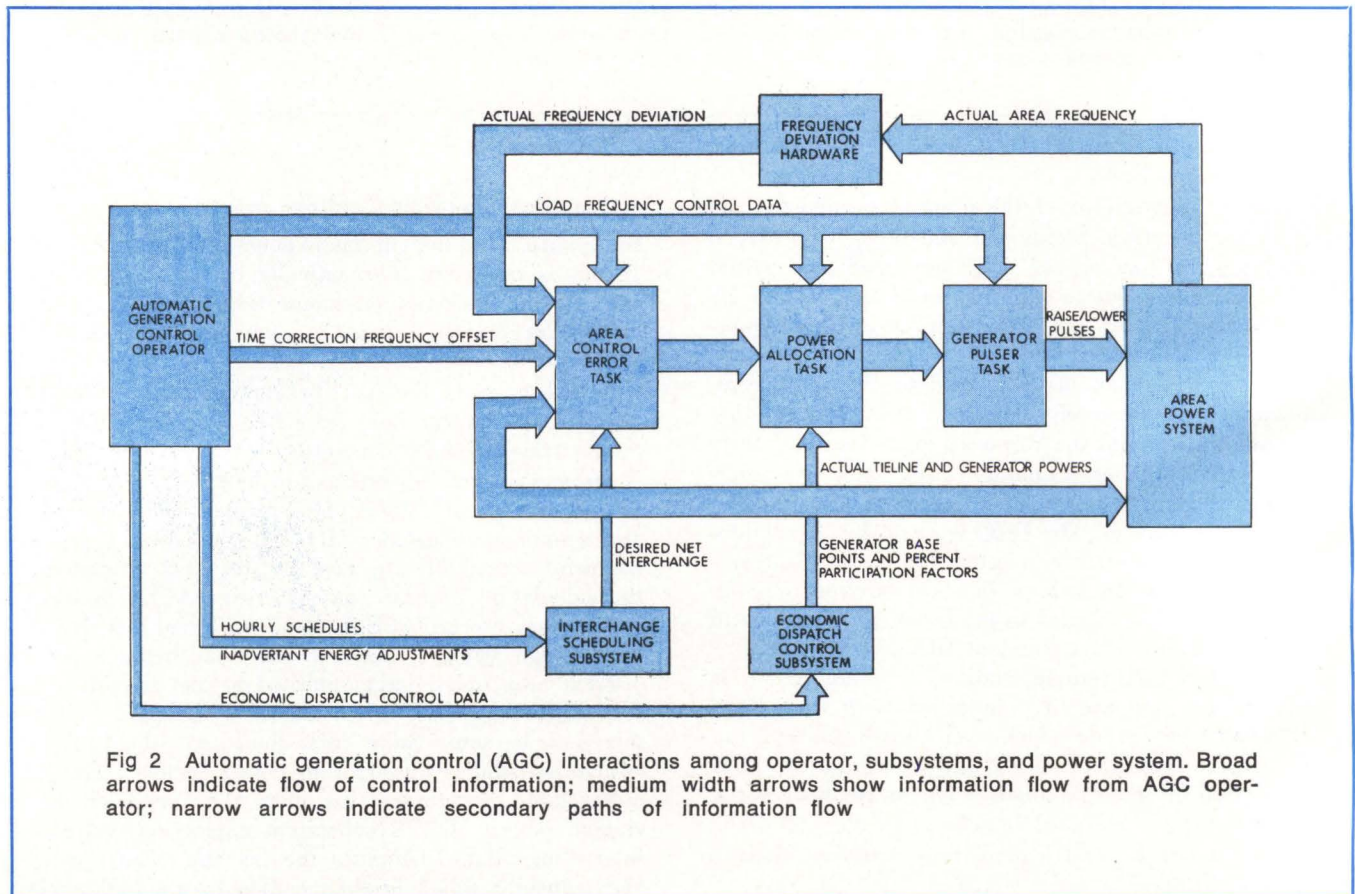 ACTUAL FREQUENCY DEVIATION
FREQUENCY
DEVIATION
HARDWARE
ACTUAL AREA FREQUENCY
LOAD FREQUENCY CONTROL DATA
AUTOMATIC
GENERATION
CONTROL
OPERATOR
TIME CORRECTION FREQUENCY OFFSET
AREA
CONTROL
ERROR
TASK
POWER
ALLOCATION
TASK
GENERATOR
PULSER
TASK
RAISE/LOWER
PULSES
AREA
POWER
SYSTEM
ACTUAL TIELINE AND GENERATOR POWERS
DESIRED NET
INTERCHANGE
GENERATOR BASE
POINTS AND PERCENT
PARTICIPATION FACTORS
HOURLY SCHEDULES
INADVERTANT ENERGY ADJUSTMENTS
INTERCHANGE
SCHEDULING
SUBSYSTEM
ECONOMIC
DISPATCH
CONTROL
SUBSYSTEM
ECONOMIC DISPATCH CONTROL DATA
Fig 2 Automatic generation control (AGC) interactions among operator, subsystems, and power system. Broad
arrows indicate flow of control information; medium width arrows show information flow from AGC oper-
ator; narrow arrows indicate secondary paths of information flow